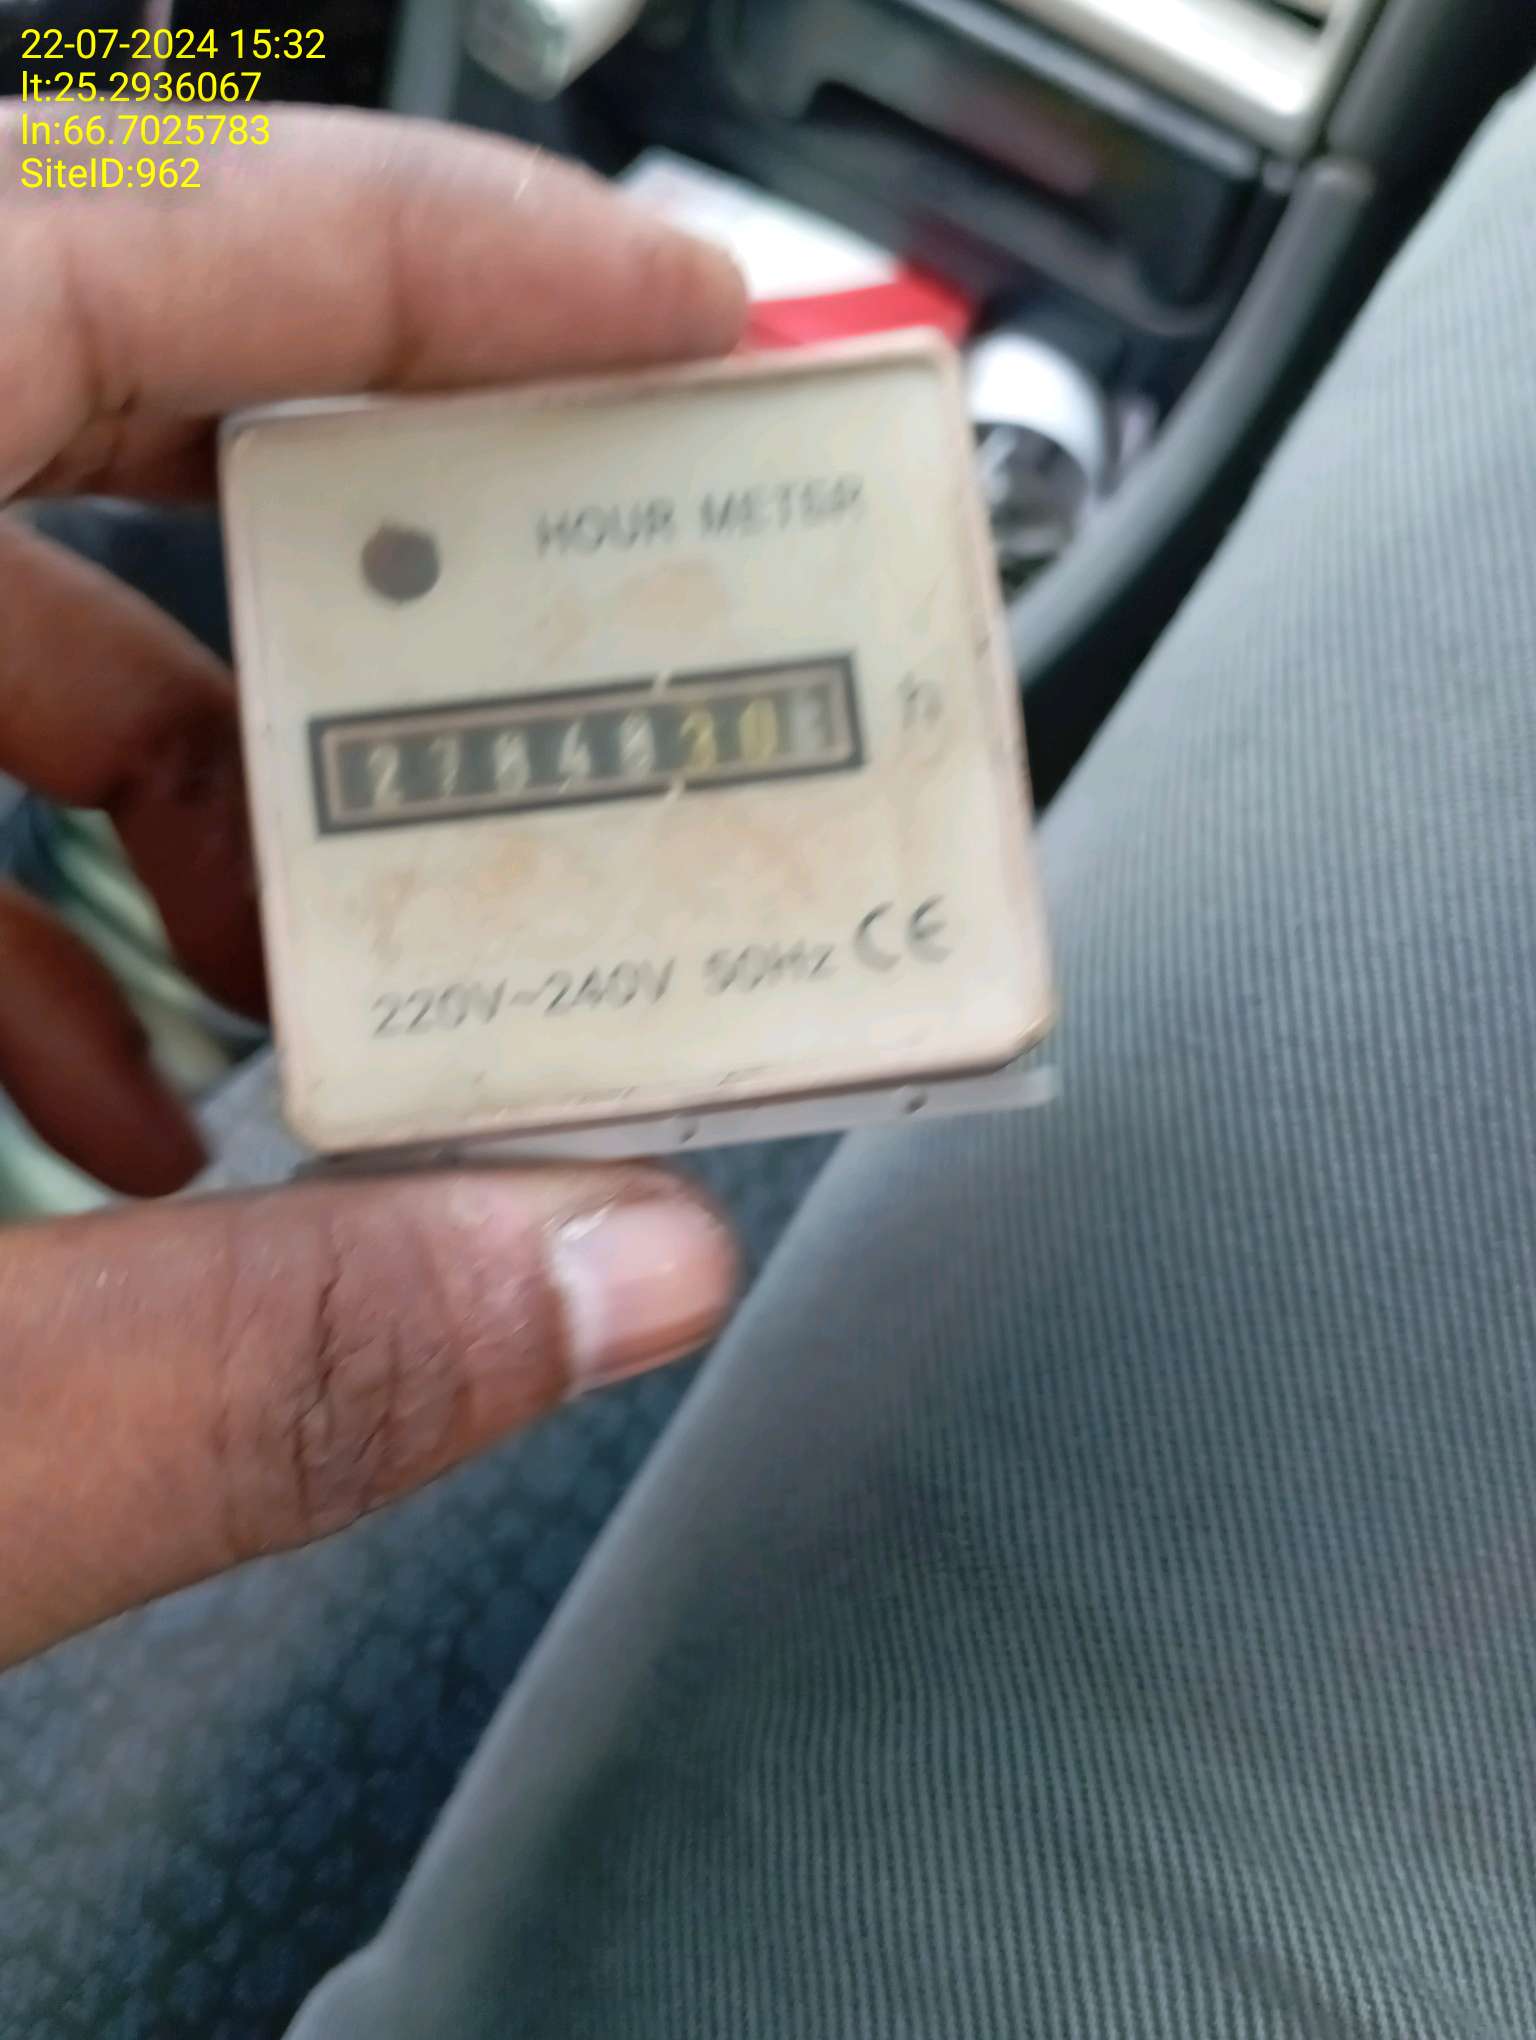 22-07-2024 15:32
lt:25.2936067
ln:66.7025783
SiteID:962
HOUR METER
h
220V~240V 50Hz CE